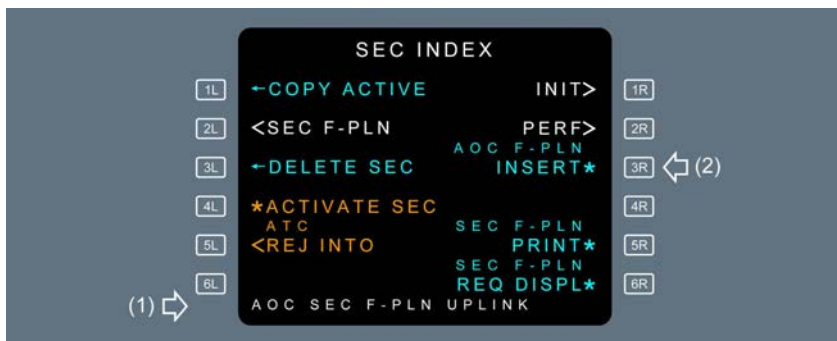 SEC INDEX
1L ←COPY ACTIVE INIT> 1R
2L <SEC F-PLN PERF> 2R
AOC F-PLN
3L ←DELETE SEC INSERT* 3R (2)
4L *ACTIVATE SEC 4R
ATC SEC F-PLN
5L <REJ INTO PRINT* 5R
SEC F-PLN
6L REQ DISPL* 6R
(1) AOC SEC F-PLN UPLINK